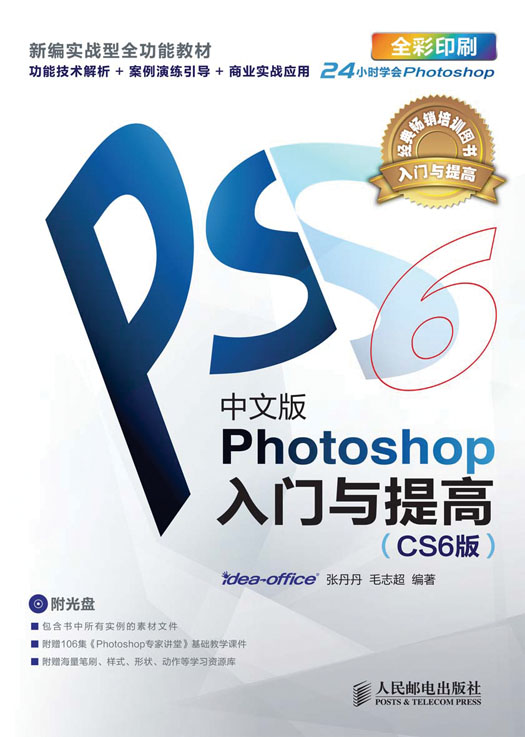 新编实战型全功能教材
全彩印刷
功能技术解析 + 案例演练引导 + 商业实战应用
24小时学会Photoshop
经典畅销培训图书
入门与提高
PSS6
中文版
Photoshop
入门与提高
（CS6版）
idea-office® 张丹丹 毛志超 编著
附光盘
■ 包含书中所有实例的素材文件
■ 附赠106集《Photoshop专家讲堂》基础教学课件
■ 附赠海量笔刷、样式、形状、动作等学习资源库
人民邮电出版社
POSTS & TELECOM PRESS